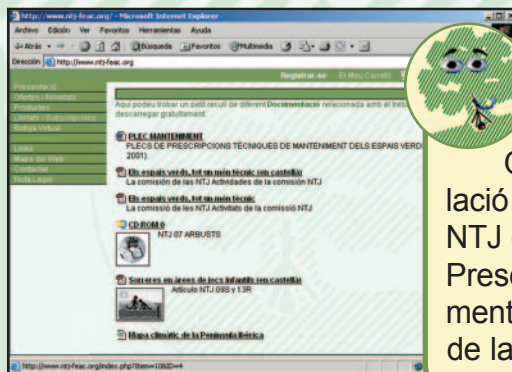 http://www.ntj-feac.org/ - Microsoft Internet Explorer
Archivo Edición Ver Favoritos Herramientas Ayuda
Atrás Búsqueda Favoritos Multimedia
Dirección http://www.ntj-feac.org
Registrar-se El Meu Carretó
Presentació
Ofertes i Novetats
Productes
Llistats i Subscripcions
Botiga Virtual
Links
Mapa del Web
Contactar
Nota Legal
Aquí podeu trobar un petit recull de diferent Documentació relacionada amb el treba
descarregar gratuïtament
PLEC MANTENIMENT
PLECS DE PRESCRIPCIONS TÈCNIQUES DE MANTENIMENT DELS ESPAIS VERD
2001)
Els espais verds, tot un món tècnic (en castellà)
La comisión de las NTJ Actividades de la comisión NTJ
Els espais verds, tot un món tècnic
La comissió de les NTJ Activitats de la comissió NTJ
CD ROM 0
NTJ 07 ARBUSTS
Sorreres en àrees de jocs infantils (en castellà)
Artículo NTJ 09S y 13R
Mapa climàtic de la Península Ibèrica
http://www.ntj-feac.org/index.php?Item=106ID=4
lació
NTJ
Pres
ment
de la